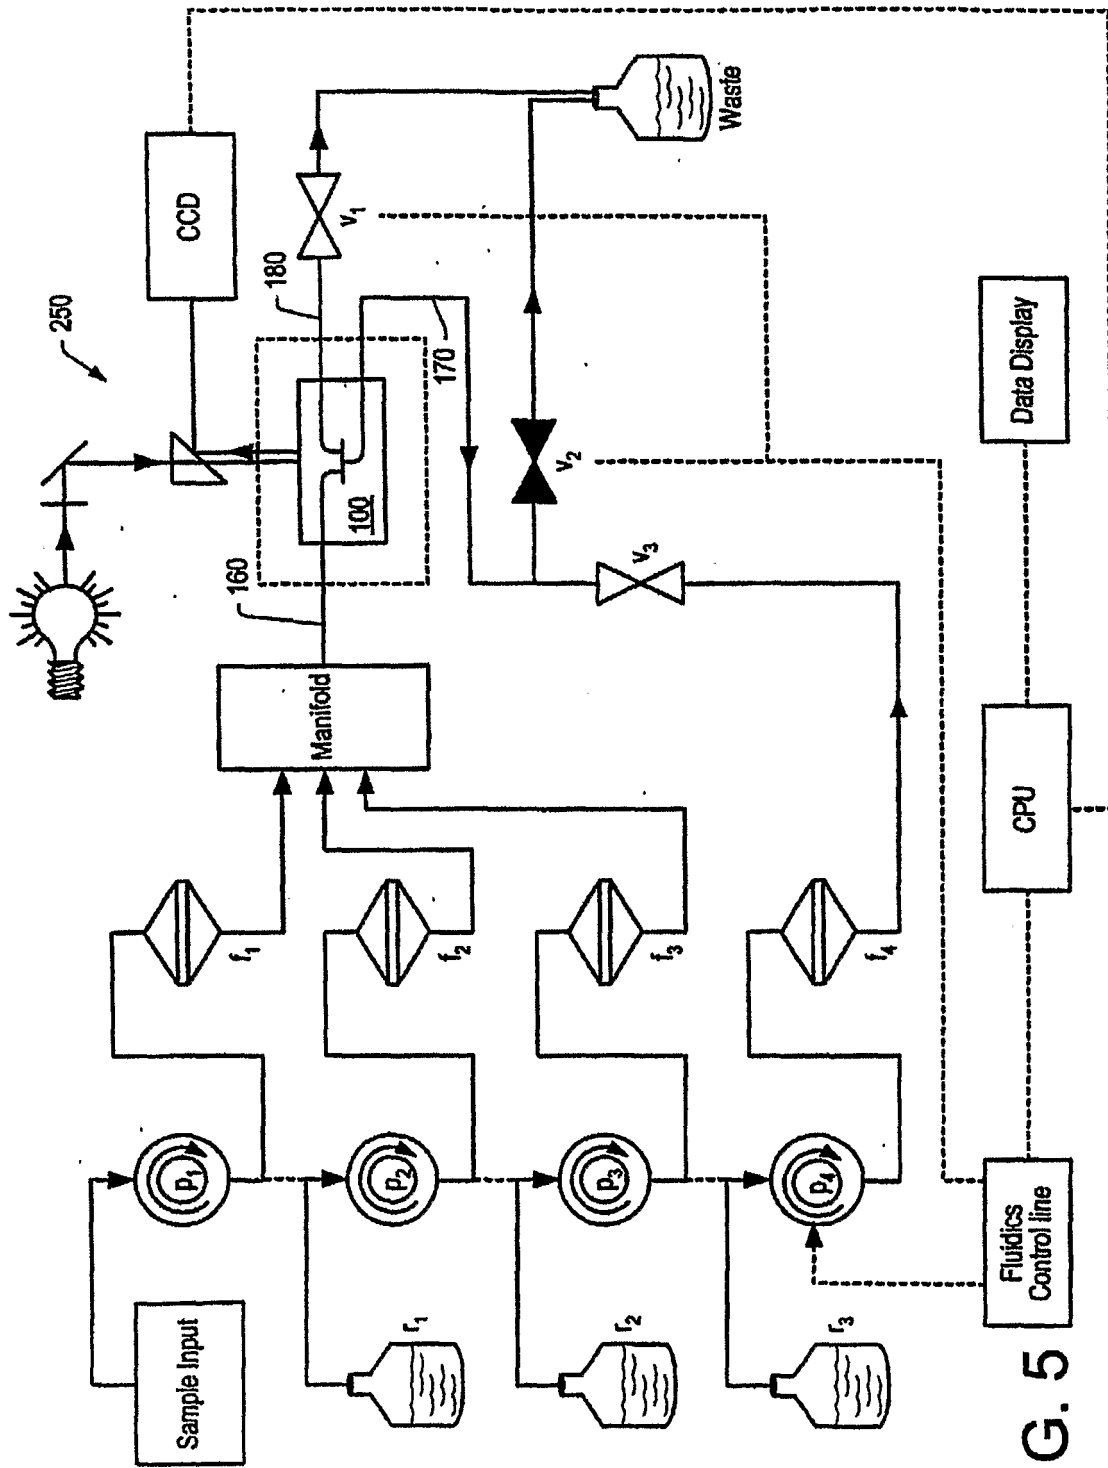 250
CCD
180
Waste
v1
100
170
160
v2
v3
Manifold
f1
f2
f3
f4
p1
p2
p3
p4
Sample Input
r1
r2
r3
Fluidics
Control line
CPU
Data Display
G. 5